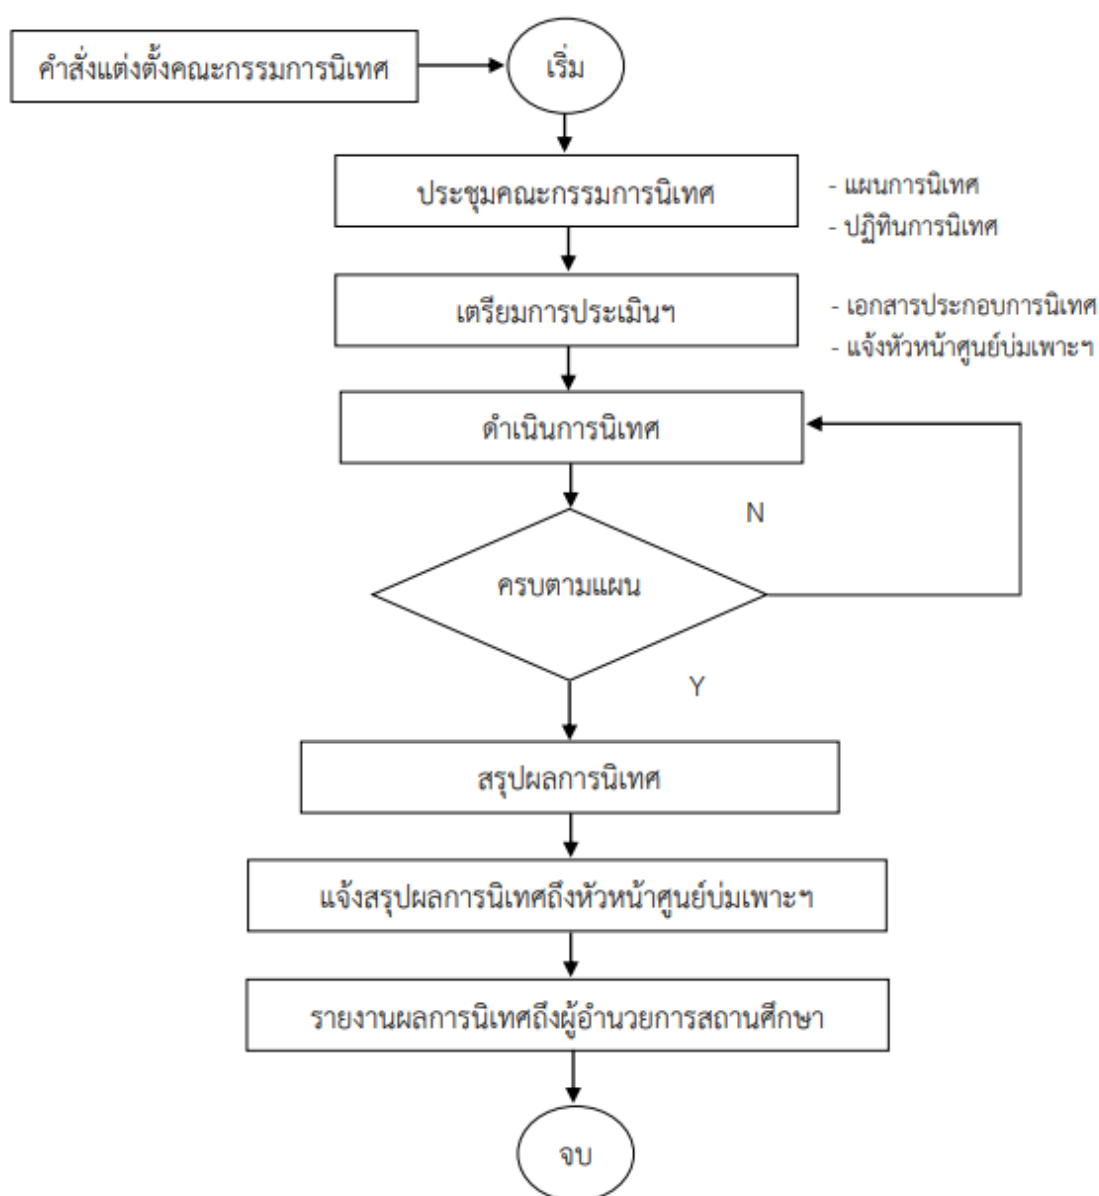 คำสั่งแต่งตั้งคณะกรรมการนิเทศ
เริ่ม
ประชุมคณะกรรมการนิเทศ
- แผนการนิเทศ
- ปฏิทินการนิเทศ
เตรียมการประเมินฯ
- เอกสารประกอบการนิเทศ
- แจ้งหัวหน้าศูนย์บ่มเพาะฯ
ดำเนินการนิเทศ
N
ครบตามแผน
Y
สรุปผลการนิเทศ
แจ้งสรุปผลการนิเทศถึงหัวหน้าศูนย์บ่มเพาะฯ
รายงานผลการนิเทศถึงผู้อำนวยการสถานศึกษา
จบ